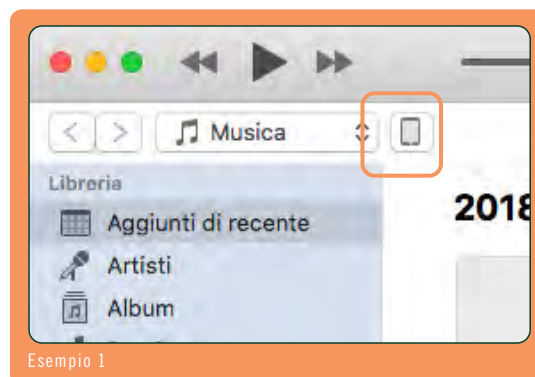 Musica
Libreria
Aggiunti di recente
2018
Artisti
Album
Esempio 1